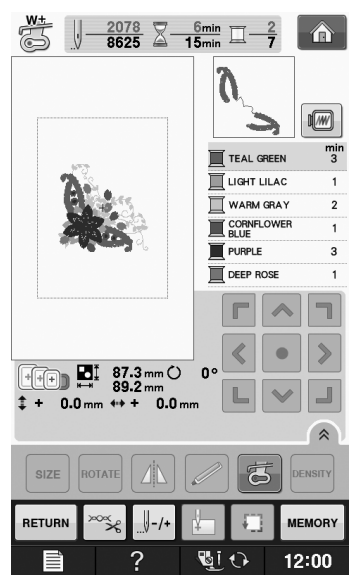 W±
2078 6min 2
8625 15min 7
min
TEAL GREEN 3
LIGHT LILAC 1
WARM GRAY 2
CORNFLOWER
BLUE 1
PURPLE 3
DEEP ROSE 1
87.3 mm 0°
89.2 mm
+ 0.0 mm + 0.0 mm
SIZE ROTATE DENSITY
RETURN -/+ MEMORY
? 12:00